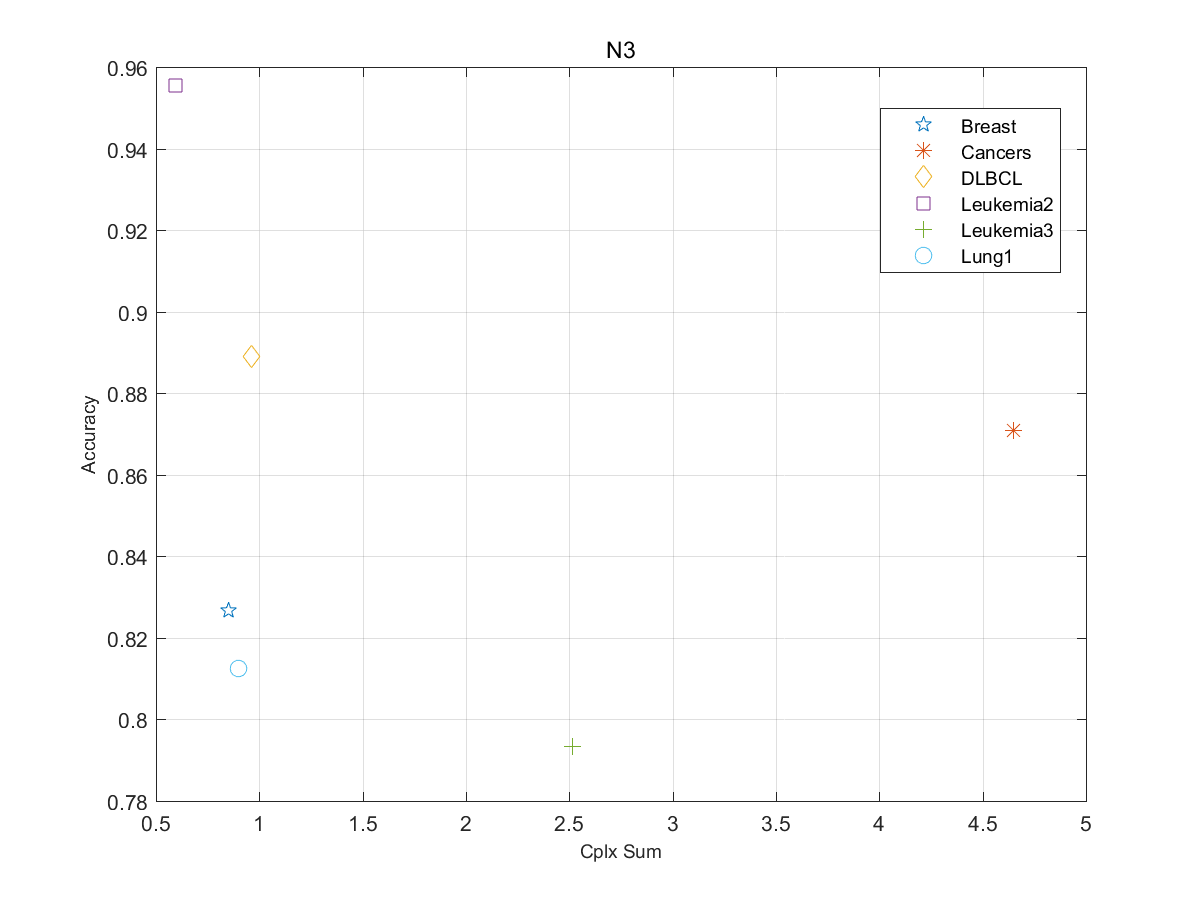 N3
0.96
0.94
0.92
0.9
0.88
0.86
0.84
0.82
0.8
0.78
Accuracy
Breast
Cancers
DLBCL
Leukemia2
Leukemia3
Lung1
0.5 1 1.5 2 2.5 3 3.5 4 4.5 5
Cplx Sum